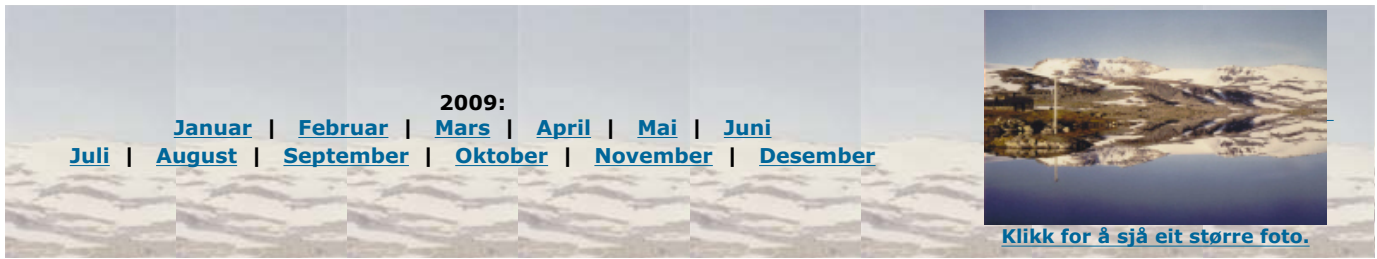 2009:
Januar | Februar | Mars | April | Mai | Juni
Juli | August | September | Oktober | November | Desember
Klikk for å sjå eit større foto.